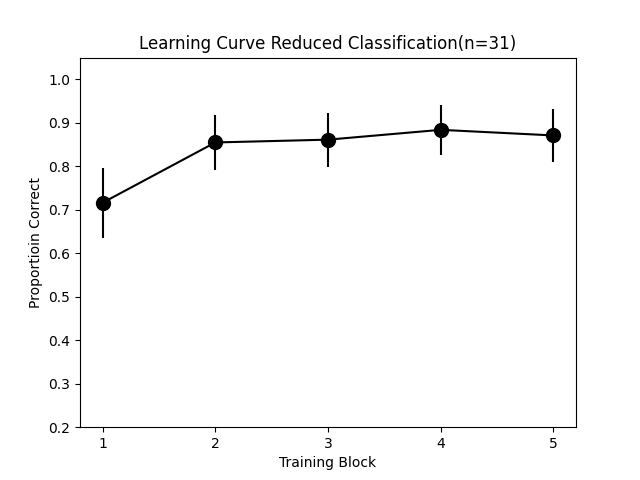 Learning Curve Reduced Classification(n=31)
1.0
0.9
0.8
0.7
0.6
0.5
0.4
0.3
0.2
Proportioin Correct
1 2 3 4 5
Training Block